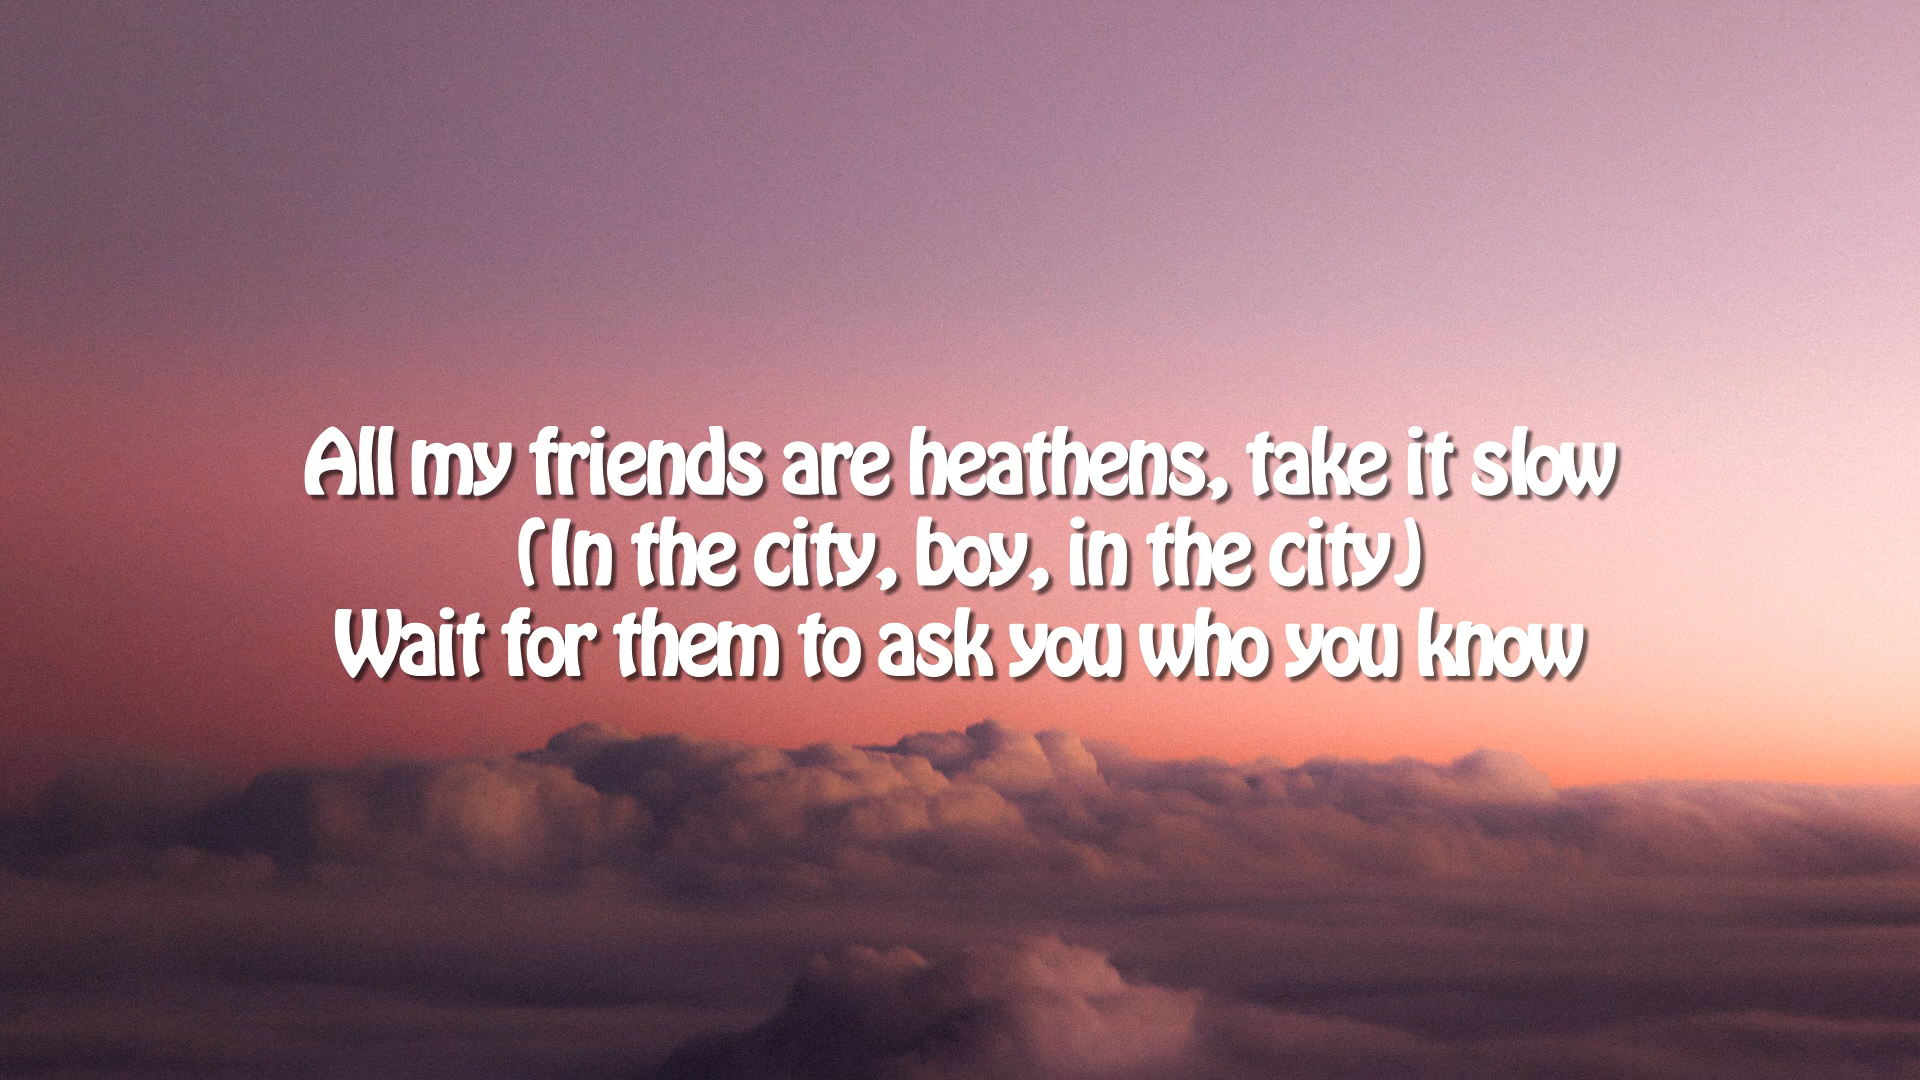 All my friends are heathens, take it slow
(In the city, boy, in the city)
Wait for them to ask you who you know